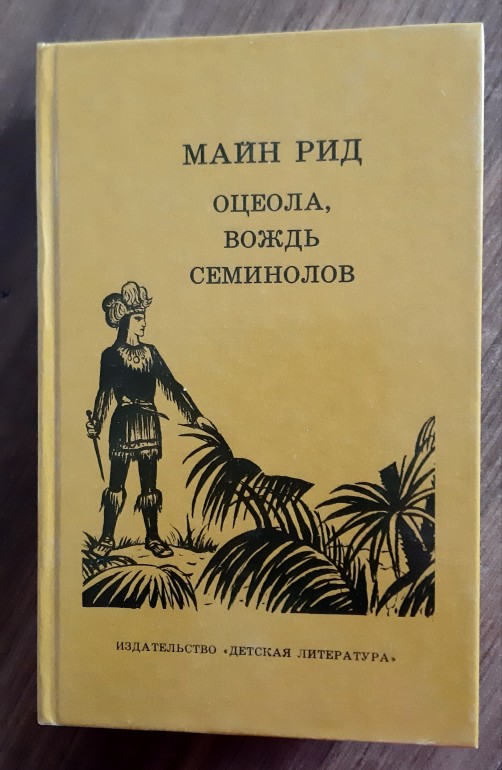 МАЙН РИД
ОЦЕОЛА,
ВОЖДЬ
СЕМИНОЛОВ
ИЗДАТЕЛЬСТВО «ДЕТСКАЯ ЛИТЕРАТУРА»